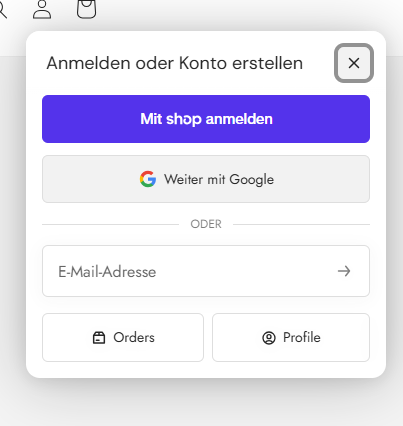 Anmelden oder Konto erstellen
Mit shop anmelden
Weiter mit Google
ODER
E-Mail-Adresse
Orders
Profile